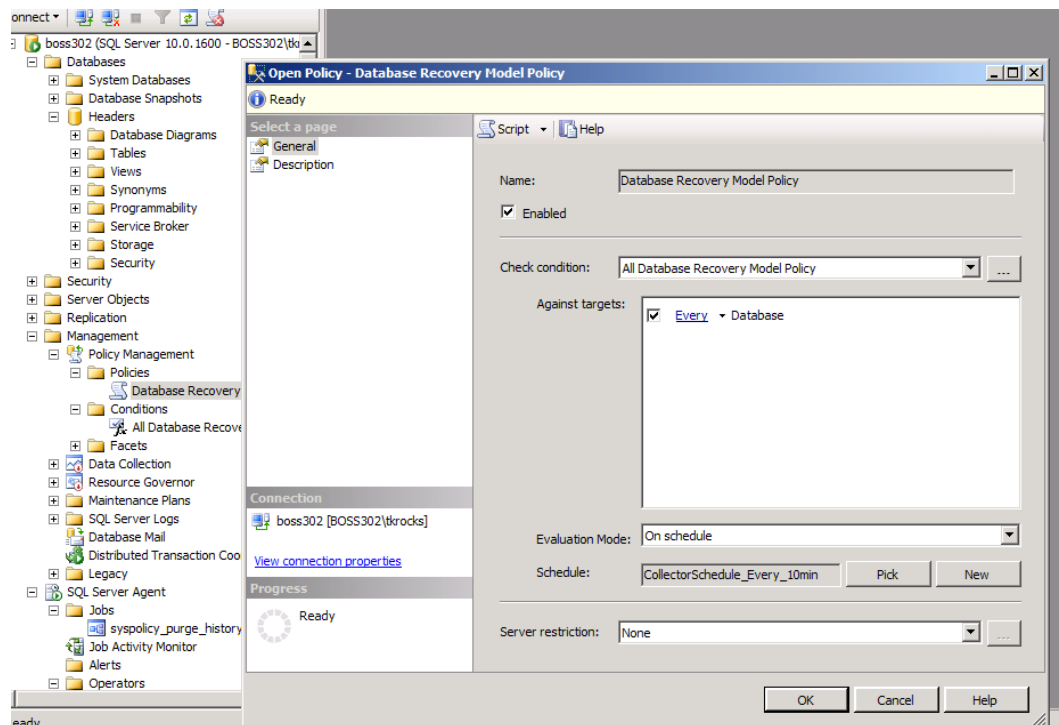 onnect
boss302 (SQL Server 10.0.1600 - BOSS302\tk
Databases
System Databases
Database Snapshots
Headers
Database Diagrams
Tables
Views
Synonyms
Programmability
Service Broker
Storage
Security
Security
Server Objects
Replication
Management
Policy Management
Policies
Database Recovery
Conditions
All Database Recove
Facets
Data Collection
Resource Governor
Maintenance Plans
SQL Server Logs
Database Mail
Distributed Transaction Coo
Legacy
SQL Server Agent
Jobs
syspolicy_purge_history
Job Activity Monitor
Alerts
Operators
eady
Open Policy - Database Recovery Model Policy
Ready
Select a page
General
Description
Connection
boss302 [BOSS302\tkrocks]
View connection properties
Progress
Ready
Script Help
Name: Database Recovery Model Policy
Enabled
Check condition: All Database Recovery Model Policy ...
Against targets:
Every Database
Evaluation Mode: On schedule
Schedule: CollectorSchedule_Every_10min Pick New
Server restriction: None ...
OK Cancel Help